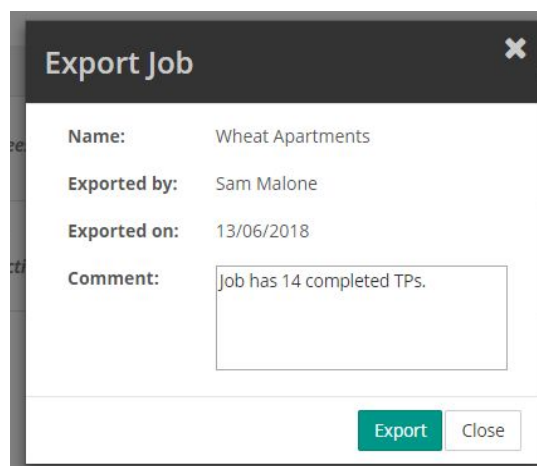 Export Job
Name: Wheat Apartments
Exported by: Sam Malone
Exported on: 13/06/2018
Comment: Job has 14 completed TPs.
Export Close